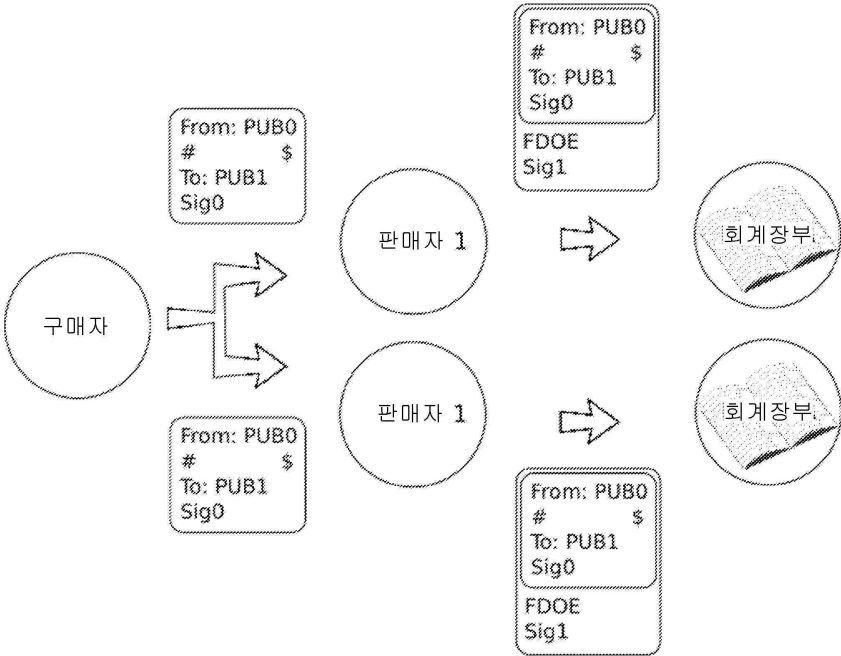 From: PUB0
# $
To: PUB1
Sig0
FDOE
Sig1
From: PUB0
# $
To: PUB1
Sig0
구매자
판매자 1
회계장부
판매자 1
회계장부
From: PUB0
# $
To: PUB1
Sig0
From: PUB0
# $
To: PUB1
Sig0
FDOE
Sig1